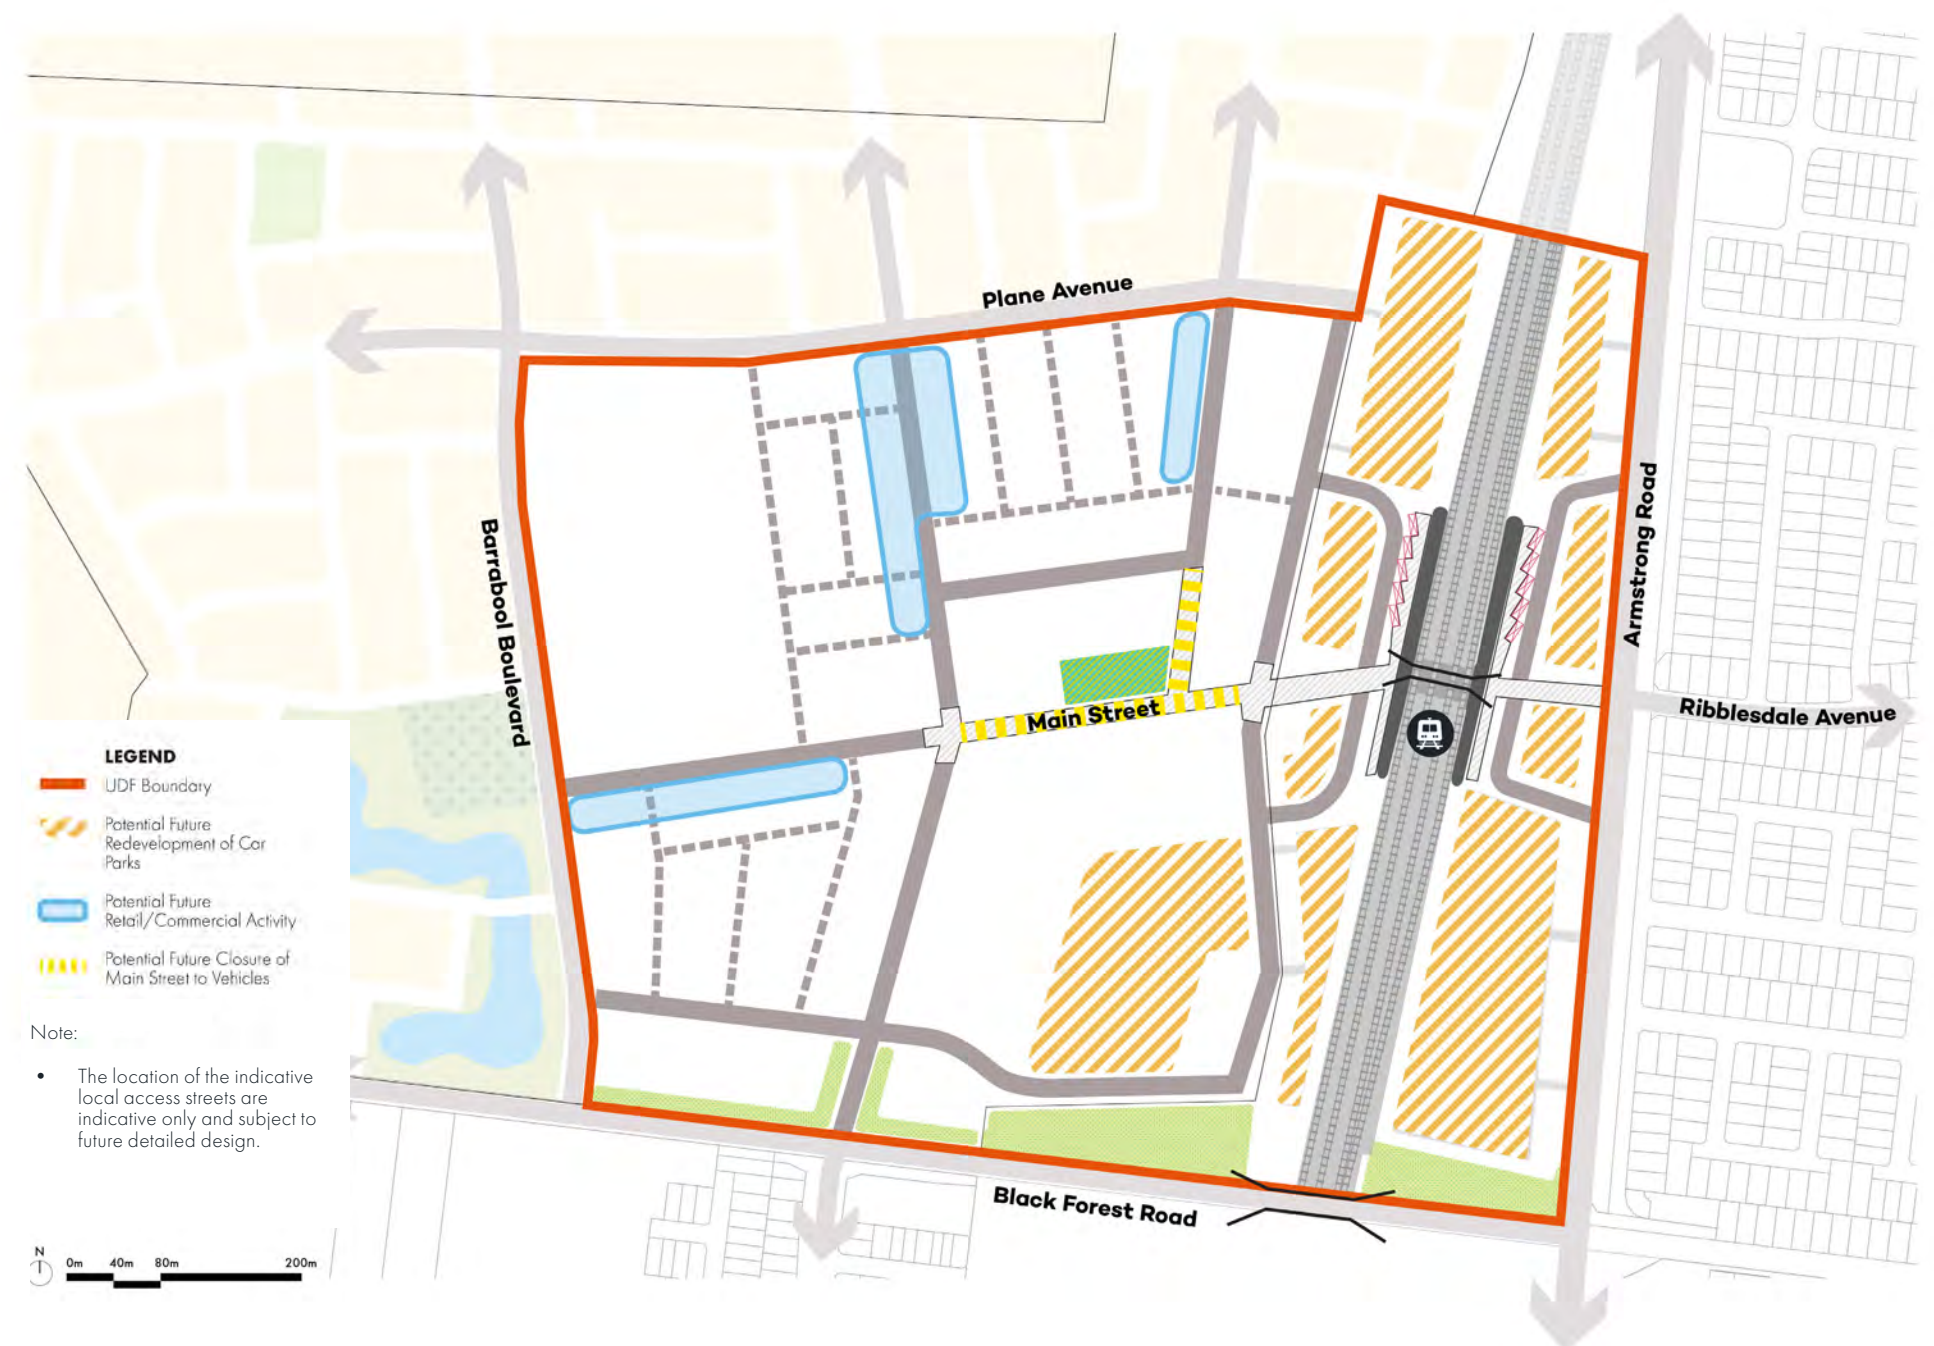 Plane Avenue
Barrabool Boulevard
Armstrong Road
Main Street
Ribblesdale Avenue
Black Forest Road
LEGEND
UDF Boundary
Potential Future
Redevelopment of Car
Parks
Potential Future
Retail/Commercial Activity
Potential Future Closure of
Main Street to Vehicles
Note:
• The location of the indicative
local access streets are
indicative only and subject to
future detailed design.
N
0m 40m 80m 200m